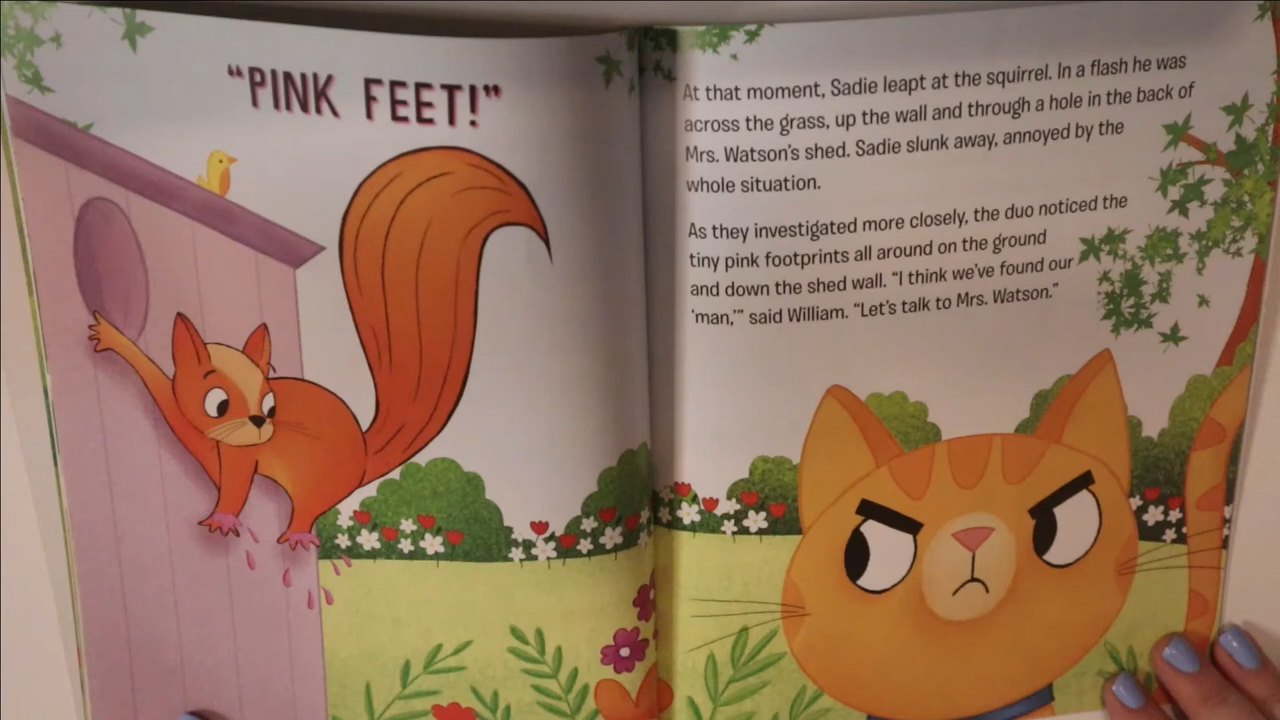 “PINK FEET!”
At that moment, Sadie leapt at the squirrel. In a flash he was
across the grass, up the wall and through a hole in the back of
Mrs. Watson’s shed. Sadie slunk away, annoyed by the
whole situation.
As they investigated more closely, the duo noticed the
tiny pink footprints all around on the ground
and down the shed wall. “I think we’ve found our
‘man,’” said William. “Let’s talk to Mrs. Watson.”